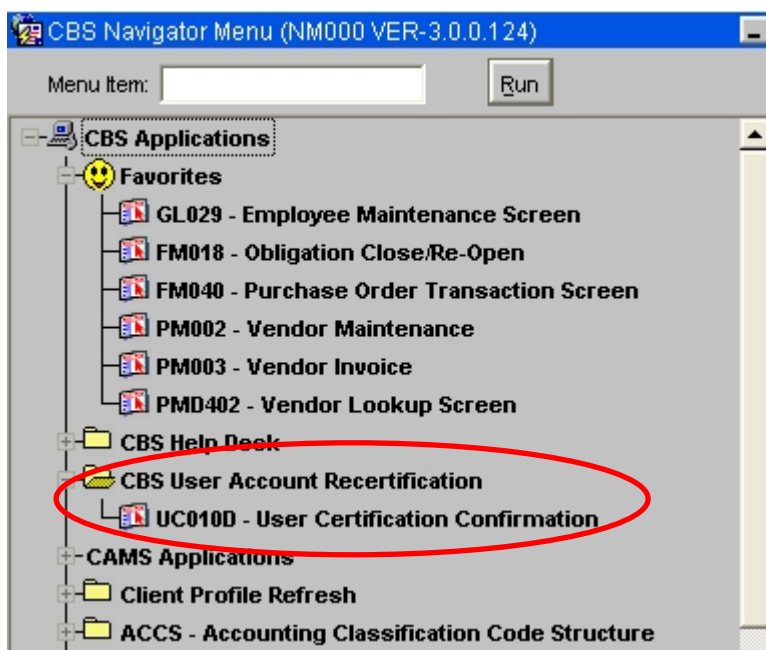 CBS Navigator Menu (NM000 VER-3.0.0.124)
Menu Item: Run
CBS Applications
Favorites
GL029 - Employee Maintenance Screen
FM018 - Obligation Close/Re-Open
FM040 - Purchase Order Transaction Screen
PM002 - Vendor Maintenance
PM003 - Vendor Invoice
PMD402 - Vendor Lookup Screen
CBS Help Desk
CBS User Account Recertification
UC010D - User Certification Confirmation
CAMS Applications
Client Profile Refresh
ACCS - Accounting Classification Code Structure